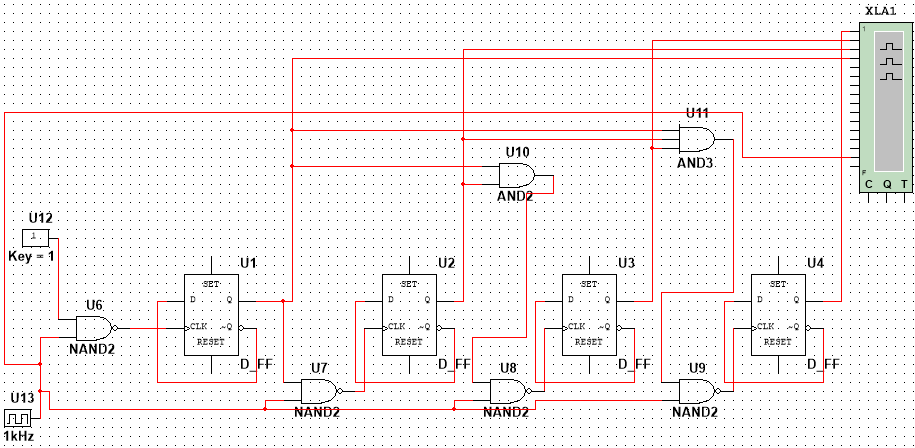 XLA1
1
U11
AND3
U10
AND2
F
C Q T
U12
1
Key = 1
U1
U2
U3
U4
SET
SET
SET
SET
D Q
D Q
D Q
D Q
U6
CLK ~Q
CLK ~Q
CLK ~Q
CLK ~Q
NAND2
RESET
RESET
RESET
RESET
D_FF
D_FF
D_FF
D_FF
U7
U8
U9
U13
NAND2
NAND2
NAND2
1kHz